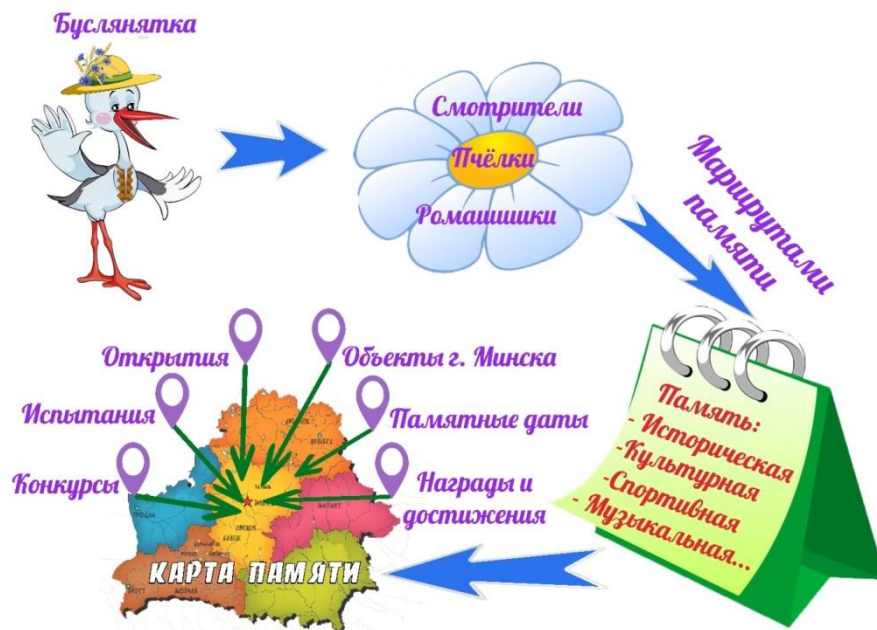 Буслянятка
Смотрители
Пчёлки
Ромашишки
Маршрутами
памяти
Память:
- Историческая
-Культурная
-Спортивная
- Музыкальная...
Открытия
Объекты г. Минска
Испытания
Памятные даты
Конкурсы
Награды и
достижения
КАРТА ПАМЯТИ